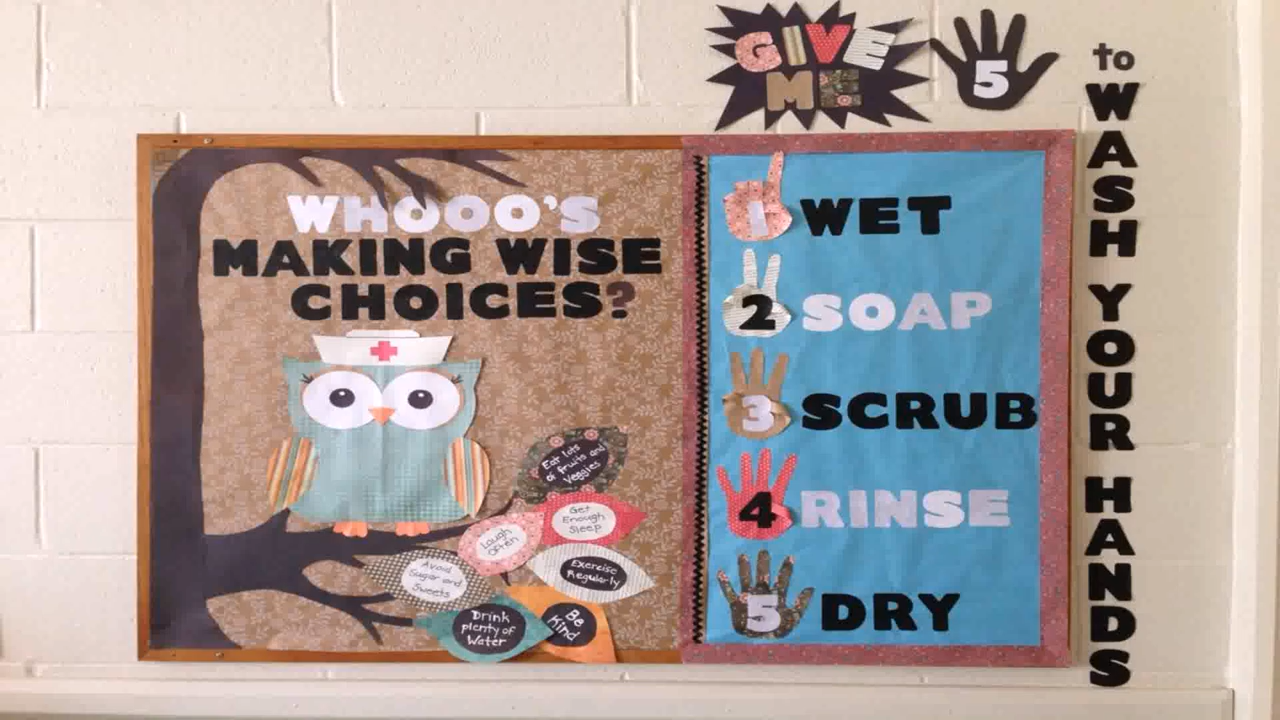 GIVE
ME
5
to
WASH
YOUR
HANDS
WHOOO'S
MAKING WISE
CHOICES?
Eat lots
of fruits and
veggies
Get
Enough
Sleep
Laugh
Often
Exercise
Regularly
Avoid
Sugar and
Sweets
Be
Kind
Drink
plenty of
Water
1 WET
2 SOAP
3 SCRUB
4 RINSE
5 DRY